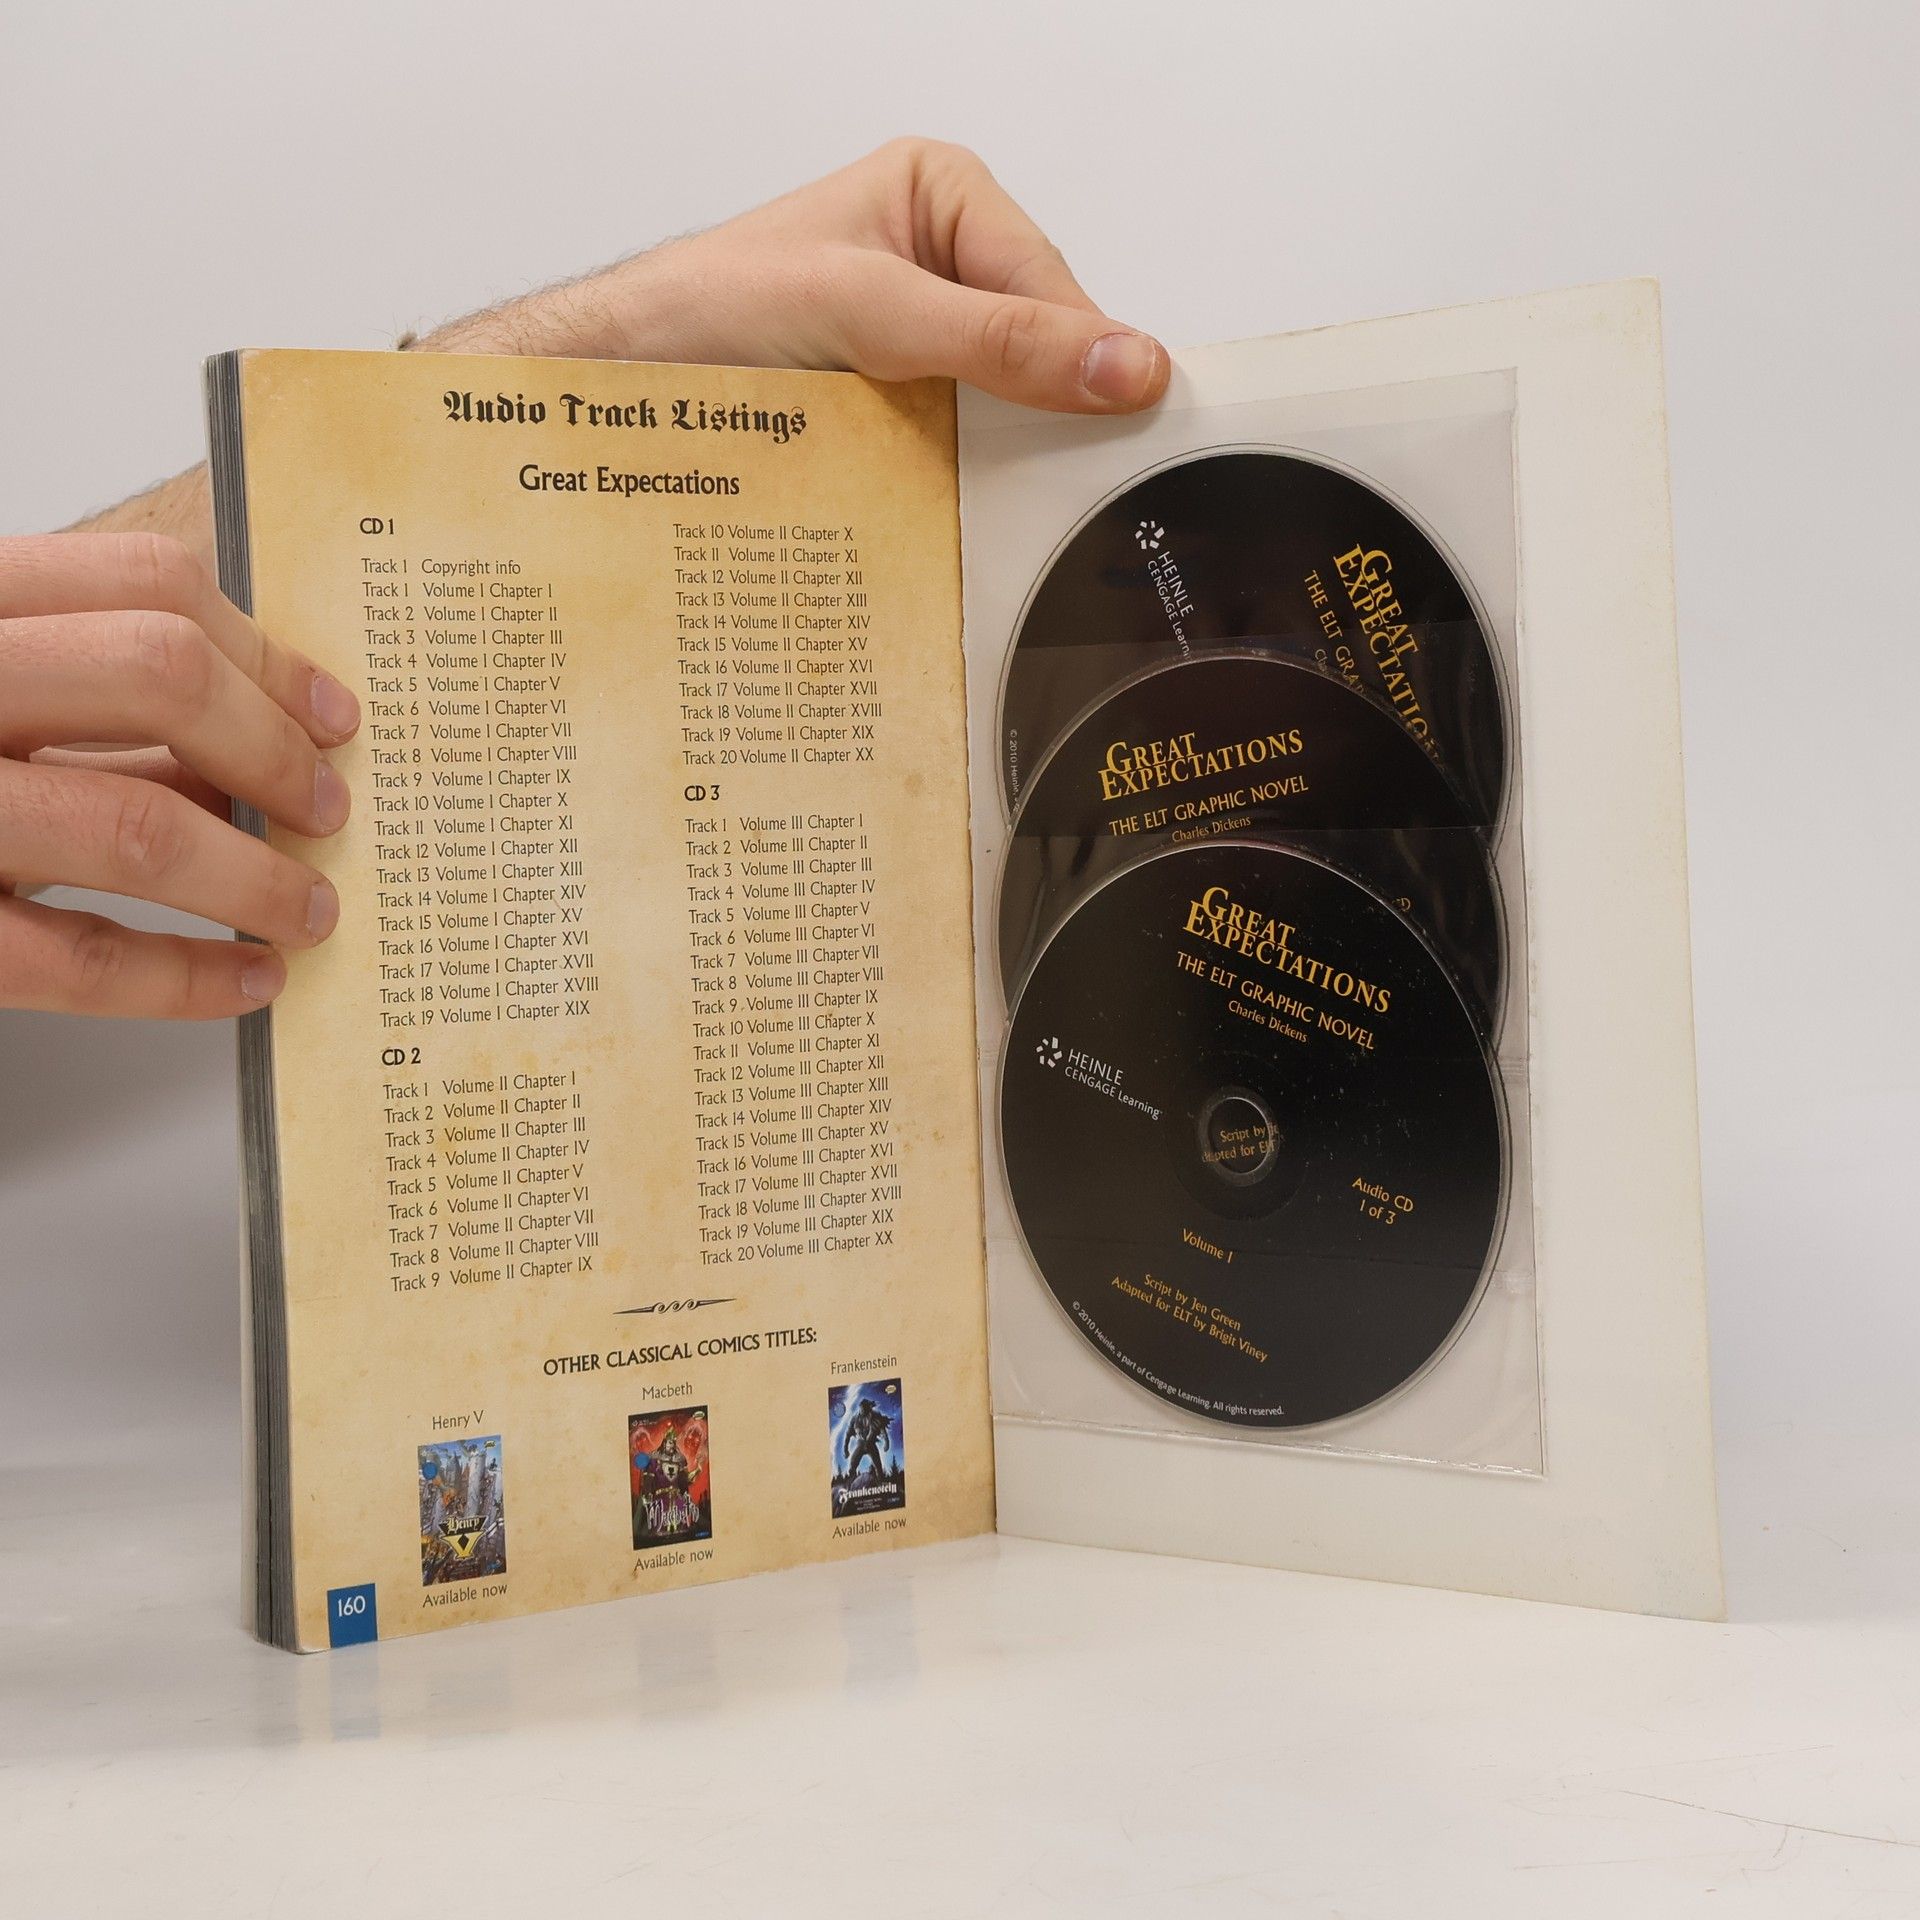 Audio Track Listings
Great Expectations
CD 1
Track 1 Copyright info
Track 1 Volume I Chapter I
Track 2 Volume I Chapter II
Track 3 Volume I Chapter III
Track 4 Volume I Chapter IV
Track 5 Volume I Chapter V
Track 6 Volume I Chapter VI
Track 7 Volume I Chapter VII
Track 8 Volume I Chapter VIII
Track 9 Volume I Chapter IX
Track 10 Volume I Chapter X
Track 11 Volume I Chapter XI
Track 12 Volume I Chapter XII
Track 13 Volume I Chapter XIII
Track 14 Volume I Chapter XIV
Track 15 Volume I Chapter XV
Track 16 Volume I Chapter XVI
Track 17 Volume I Chapter XVII
Track 18 Volume I Chapter XVIII
Track 19 Volume I Chapter XIX
CD 2
Track 1 Volume II Chapter I
Track 2 Volume II Chapter II
Track 3 Volume II Chapter III
Track 4 Volume II Chapter IV
Track 5 Volume II Chapter V
Track 6 Volume II Chapter VI
Track 7 Volume II Chapter VII
Track 8 Volume II Chapter VIII
Track 9 Volume II Chapter IX
Track 10 Volume II Chapter X
Track 11 Volume II Chapter XI
Track 12 Volume II Chapter XII
Track 13 Volume II Chapter XIII
Track 14 Volume II Chapter XIV
Track 15 Volume II Chapter XV
Track 16 Volume II Chapter XVI
Track 17 Volume II Chapter XVII
Track 18 Volume II Chapter XVIII
Track 19 Volume II Chapter XIX
Track 20 Volume II Chapter XX
CD 3
Track 1 Volume III Chapter I
Track 2 Volume III Chapter II
Track 3 Volume III Chapter III
Track 4 Volume III Chapter IV
Track 5 Volume III Chapter V
Track 6 Volume III Chapter VI
Track 7 Volume III Chapter VII
Track 8 Volume III Chapter VIII
Track 9 Volume III Chapter IX
Track 10 Volume III Chapter X
Track 11 Volume III Chapter XI
Track 12 Volume III Chapter XII
Track 13 Volume III Chapter XIII
Track 14 Volume III Chapter XIV
Track 15 Volume III Chapter XV
Track 16 Volume III Chapter XVI
Track 17 Volume III Chapter XVII
Track 18 Volume III Chapter XVIII
Track 19 Volume III Chapter XIX
Track 20 Volume III Chapter XX
OTHER CLASSICAL COMICS TITLES:
Henry V
Henry
V
Available now
Macbeth
Macbeth
Available now
Frankenstein
Frankenstein
Available now
160
HEINLE
CENGAGE Learn
GREAT
EXPECTATIO
THE ELT GRA
© 2010 Heinle,
GREAT
EXPECTATIONS
THE ELT GRAPHIC NOVEL
Charles Dickens
CD
GREAT
EXPECTATIONS
THE ELT GRAPHIC NOVEL
Charles Dickens
HEINLE
CENGAGE Learning
Script by
pted for E
Audio CD
1 of 3
Volume I
Script by Jen Green
Adapted for ELT by Brigit Viney
© 2010 Heinle, a part of Cengage Learning. All rights reserved.